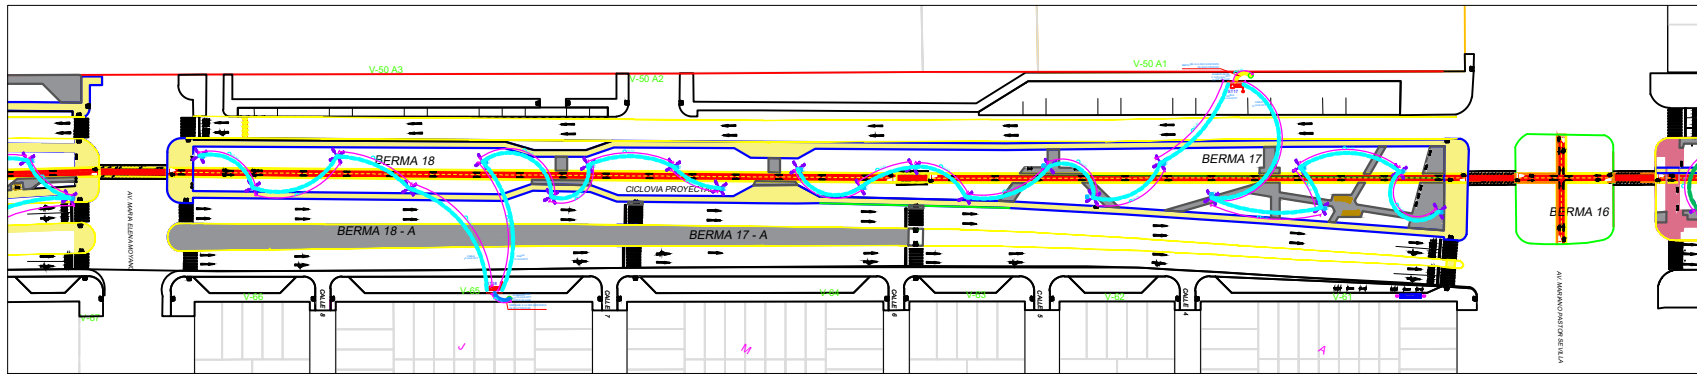 V-50 A3
V-50 A2
V-50 A1
BERMA 18
BERMA 17
CICLOVIA PROYECTA
BERMA 16
BERMA 18 - A
BERMA 17 - A
AV. MARIA ELENA MOYANO
AV. MARIANO PASTOR SEVILLA
V-67
V-66
V-65
V-64
V-63
V-62
V-61
CALLE 8
CALLE 7
CALLE 6
CALLE 5
CALLE 4
J
M
A